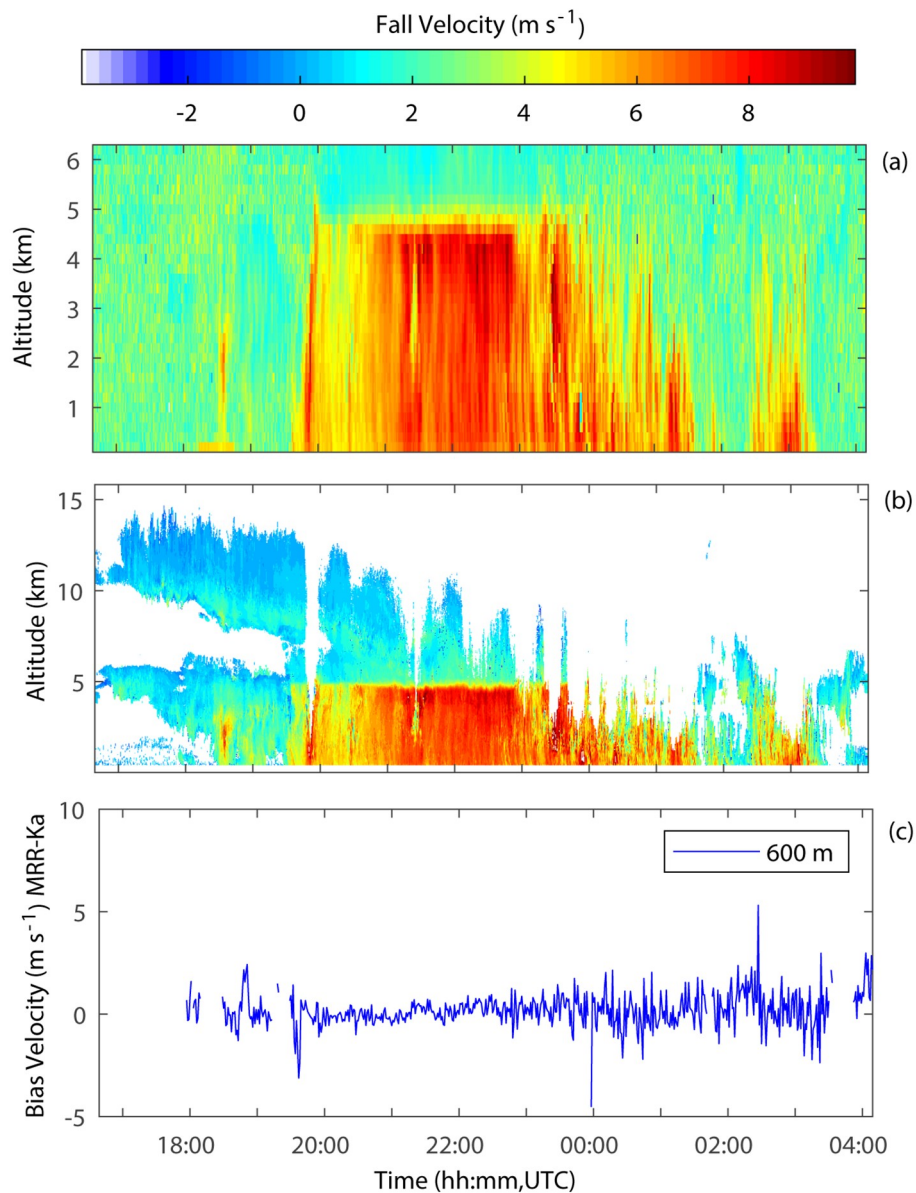 Fall Velocity (m s⁻¹)
-2 0 2 4 6 8
(a)
6
5
4
3
2
1
Altitude (km)
(b)
15
10
5
Altitude (km)
(c)
10
5
0
-5
Bias Velocity (m s⁻¹) MRR-Ka
600 m
18:00 20:00 22:00 00:00 02:00 04:00
Time (hh:mm,UTC)